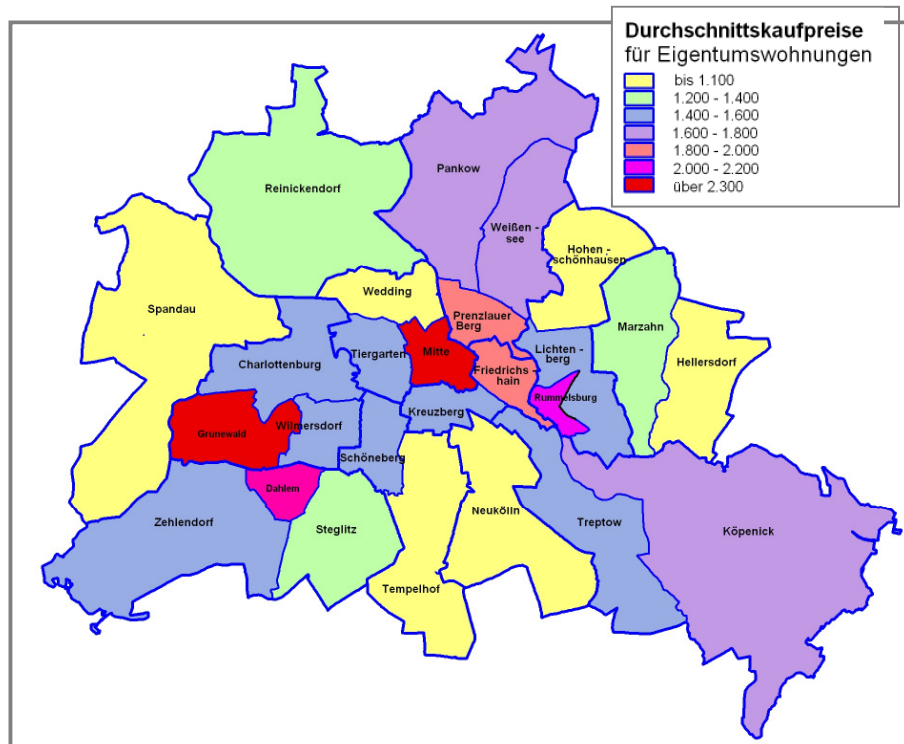 Durchschnittskaufpreise
für Eigentumswohnungen
bis 1.100
1.200 - 1.400
1.400 - 1.600
1.600 - 1.800
1.800 - 2.000
2.000 - 2.200
über 2.300
Pankow
Reinickendorf
Weißen -
see
Hohen -
schönhausen
Wedding
Spandau
Prenzlauer
Berg
Marzahn
Tiergarten
Mitte
Lichten -
berg
Charlottenburg
Hellersdorf
Friedrichs
hain
Rummelsburg
Kreuzberg
Grunewald
Wilmersdorf
Schöneberg
Dahlem
Neukölln
Zehlendorf
Steglitz
Treptow
Köpenick
Tempelhof